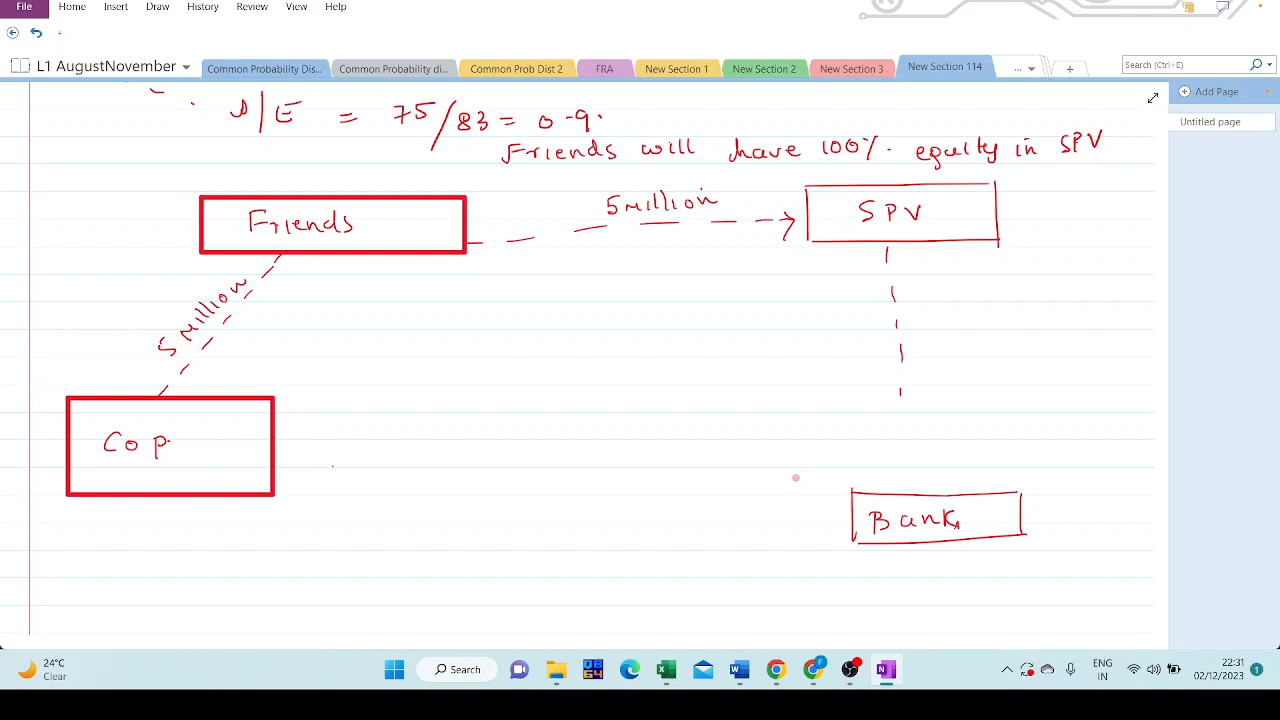 File Home Insert Draw History Review View Help
L1 AugustNovember Common Probability Dis... Common Probability di... Common Prob Dist 2 FRA New Section 1 New Section 2 New Section 3 New Section 114 ... + Search (Ctrl+E)
Add Page
Untitled page
D/E = 75/83 = 0.9.
Friends will have 100%. equity in SPV
Friends
5 million
SPV
5 million
Co p.
Bank
24°C
Clear
Search
ENG
IN
22:31
02/12/2023
1